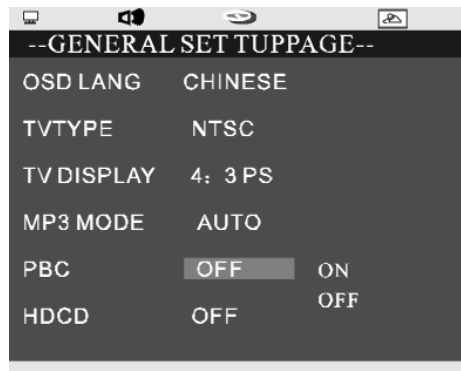 --GENERAL SET TUPPAGE--
OSD LANG CHINESE
TVTYPE NTSC
TV DISPLAY 4: 3 PS
MP3 MODE AUTO
PBC OFF ON
OFF
HDCD OFF